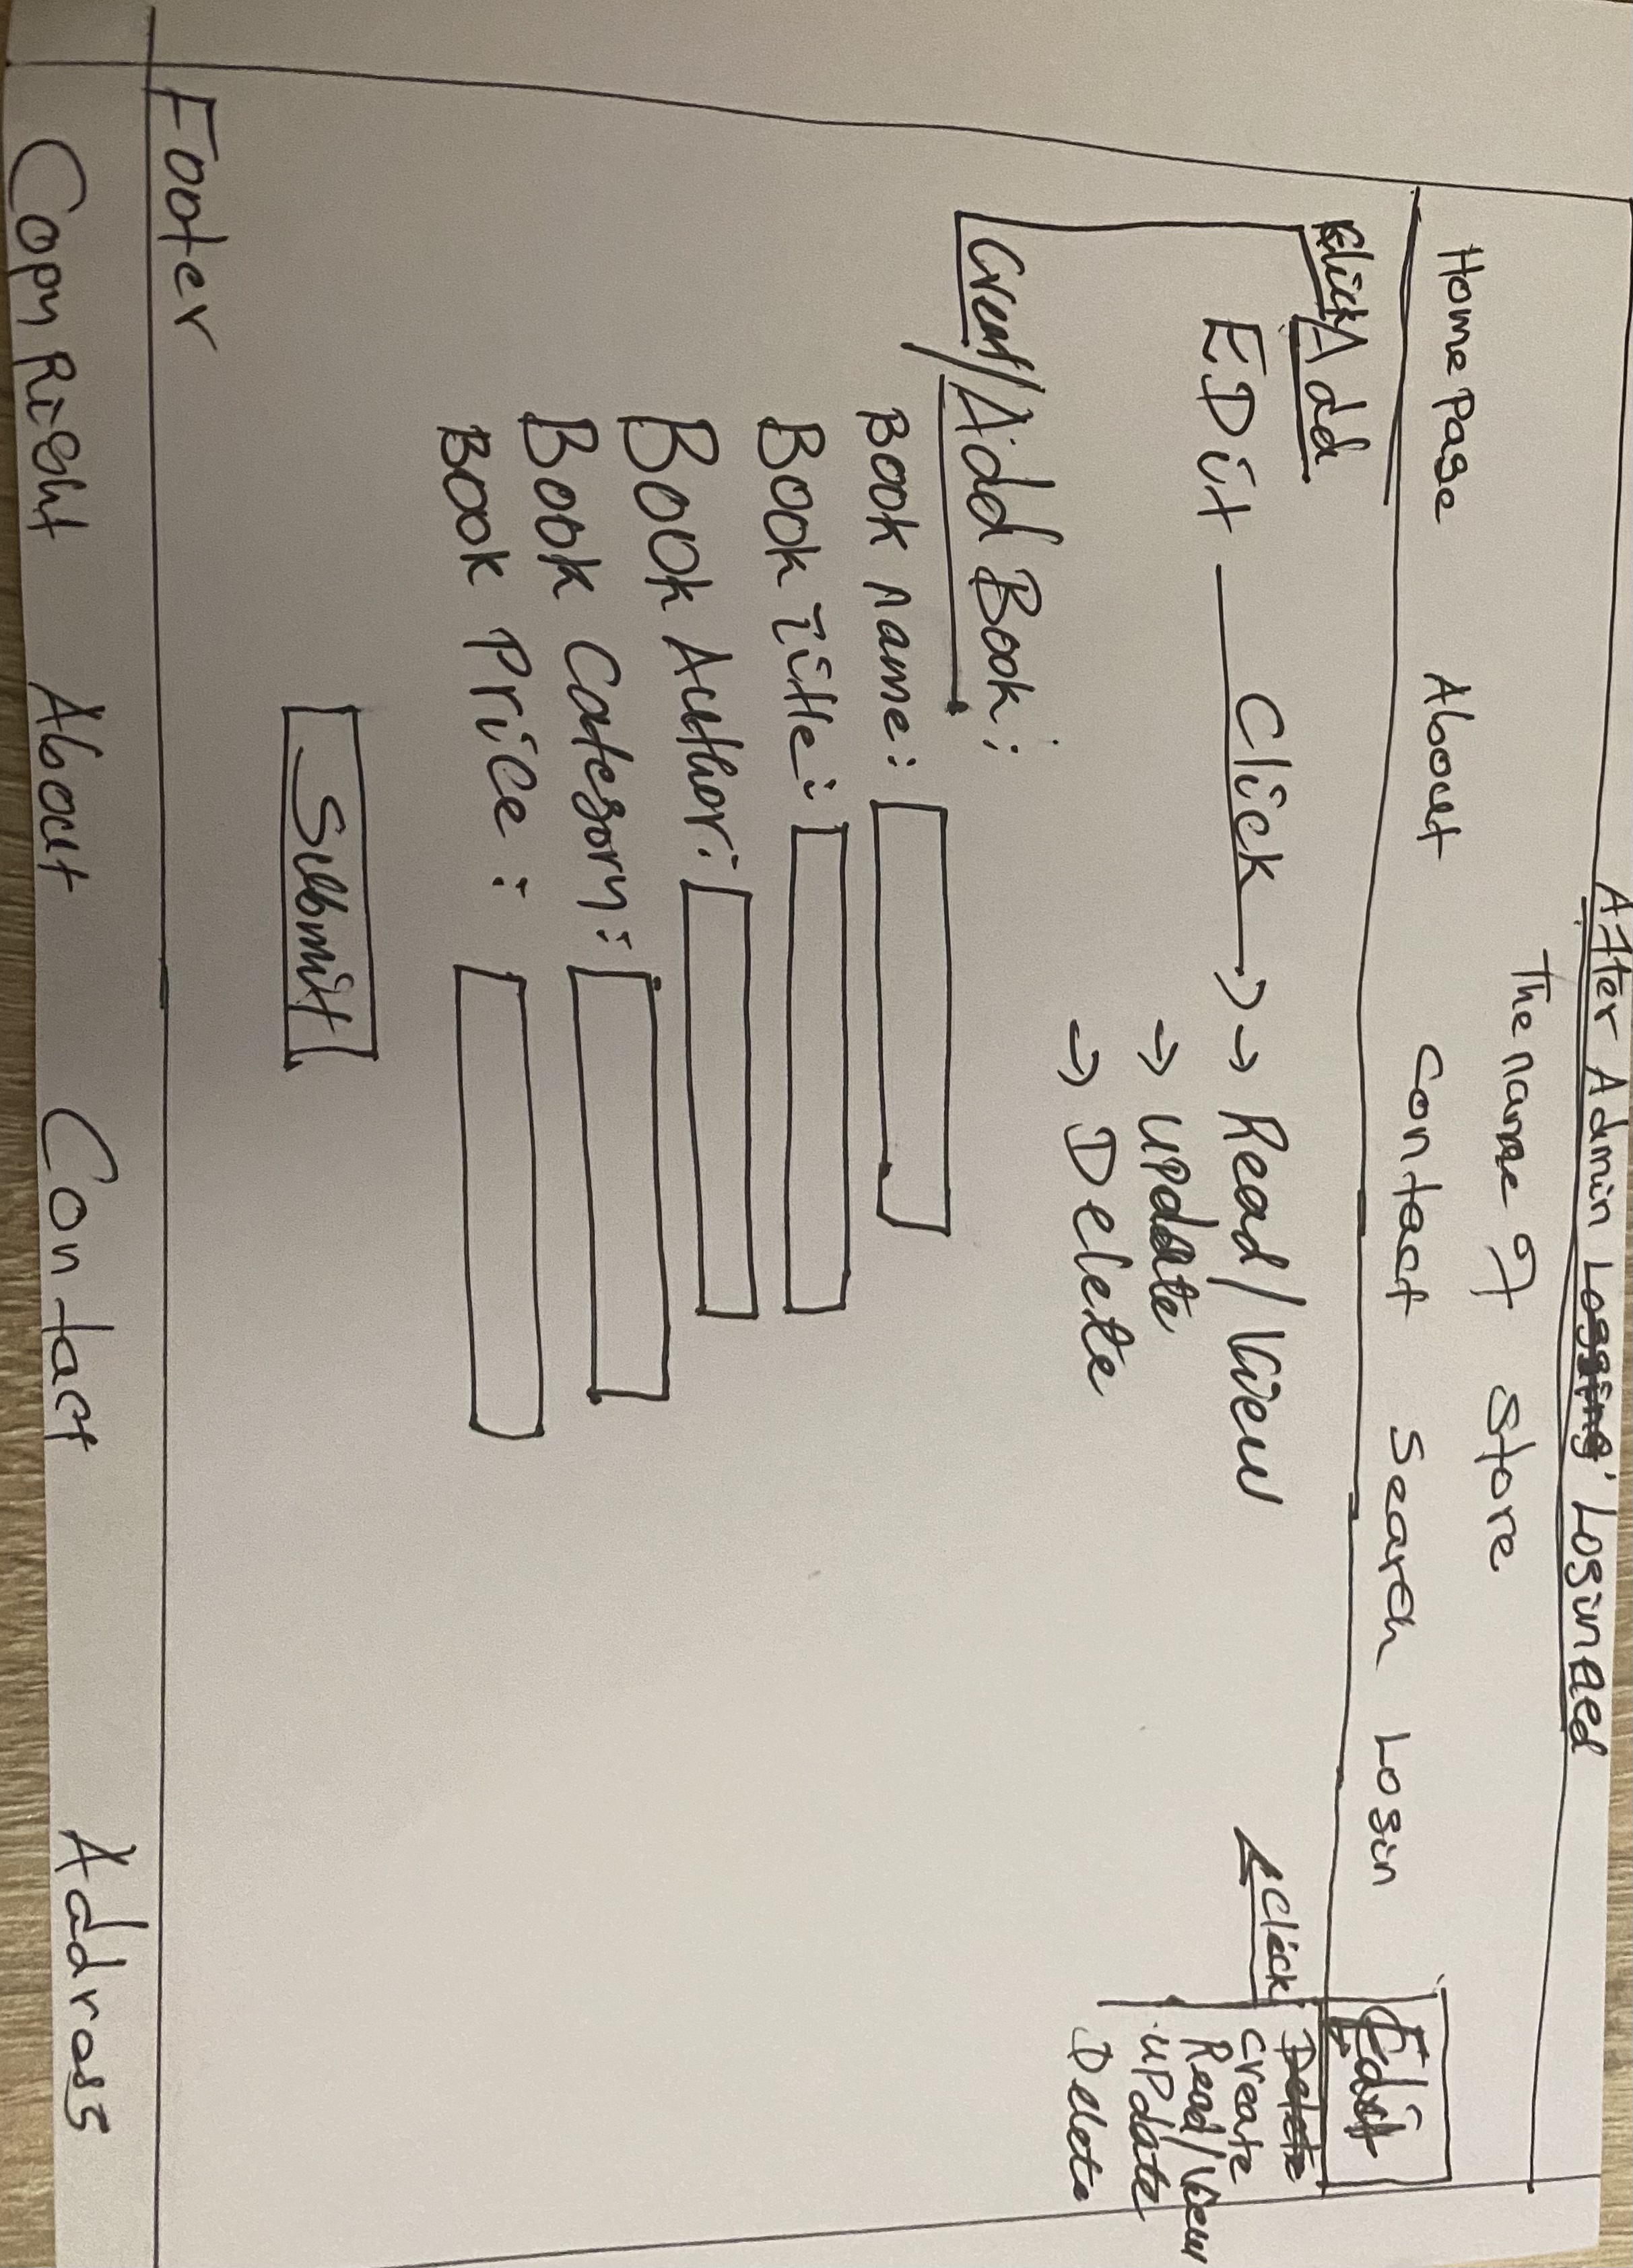 After Admin Logging: Logined
The name of Store
Home Page About Contact Search Login Edit
Click/Add
Delete
Create
Read/View
Update
Delete
Click
EDit Click → Read/View
→ update
→ DElete
Creat/Add Book:
Book name:
Book Title:
Book Author:
Book Category:
Book Price:
Submit
Footer
Copy Right About Contact Adross